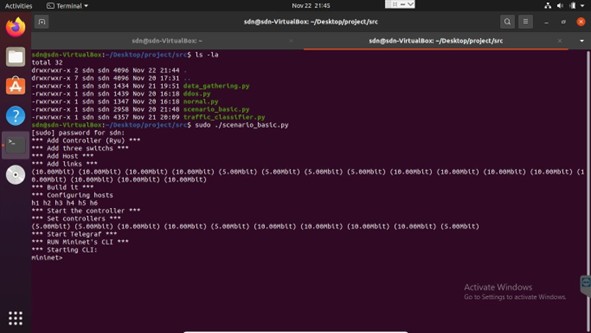 Activities
Terminal
Nov 22 21:45
sdn@sdn-VirtualBox: ~/Desktop/project/src
sdn@sdn-VirtualBox: ~
sdn@sdn-VirtualBox: ~/Desktop/project/src
sdn@sdn-VirtualBox:~/Desktop/project/src$ ls -la
total 32
drwxrwxr-x 2 sdn sdn 4096 Nov 22 21:44 .
drwxrwxr-x 7 sdn sdn 4096 Nov 20 17:31 ..
-rwxrwxr-x 1 sdn sdn 1434 Nov 21 19:51 data_gathering.py
-rwxrwxr-x 1 sdn sdn 1439 Nov 20 16:18 ddos.py
-rwxrwxr-x 1 sdn sdn 1347 Nov 20 16:18 normal.py
-rwxrwxr-x 1 sdn sdn 2958 Nov 20 21:48 scenario_basic.py
-rwxrwxr-x 1 sdn sdn 4357 Nov 21 20:09 traffic_classifier.py
sdn@sdn-VirtualBox:~/Desktop/project/src$ sudo ./scenario_basic.py
[sudo] password for sdn:
*** Add Controller (Ryu) ***
*** Add three switchs ***
*** Add Host ***
*** Add links ***
(10.00Mbit) (10.00Mbit) (10.00Mbit) (5.00Mbit) (5.00Mbit) (5.00Mbit) (5.00Mbit) (10.00Mbit) (10.00Mbit) (10.00Mbit) (10.00Mbit) (1
0.00Mbit) (10.00Mbit) (10.00Mbit) (10.00Mbit)
*** Build it ***
*** Configuring hosts
h1 h2 h3 h4 h5 h6
*** Start the controller ***
*** Set controllers ***
(5.00Mbit) (5.00Mbit) (10.00Mbit) (10.00Mbit) (5.00Mbit) (10.00Mbit) (10.00Mbit) (10.00Mbit) (10.00Mbit) (5.00Mbit)
*** Start Telegraf ***
*** RUN Mininet's CLI ***
*** Starting CLI:
mininet>
Activate Windows
Go to Settings to activate Windows.